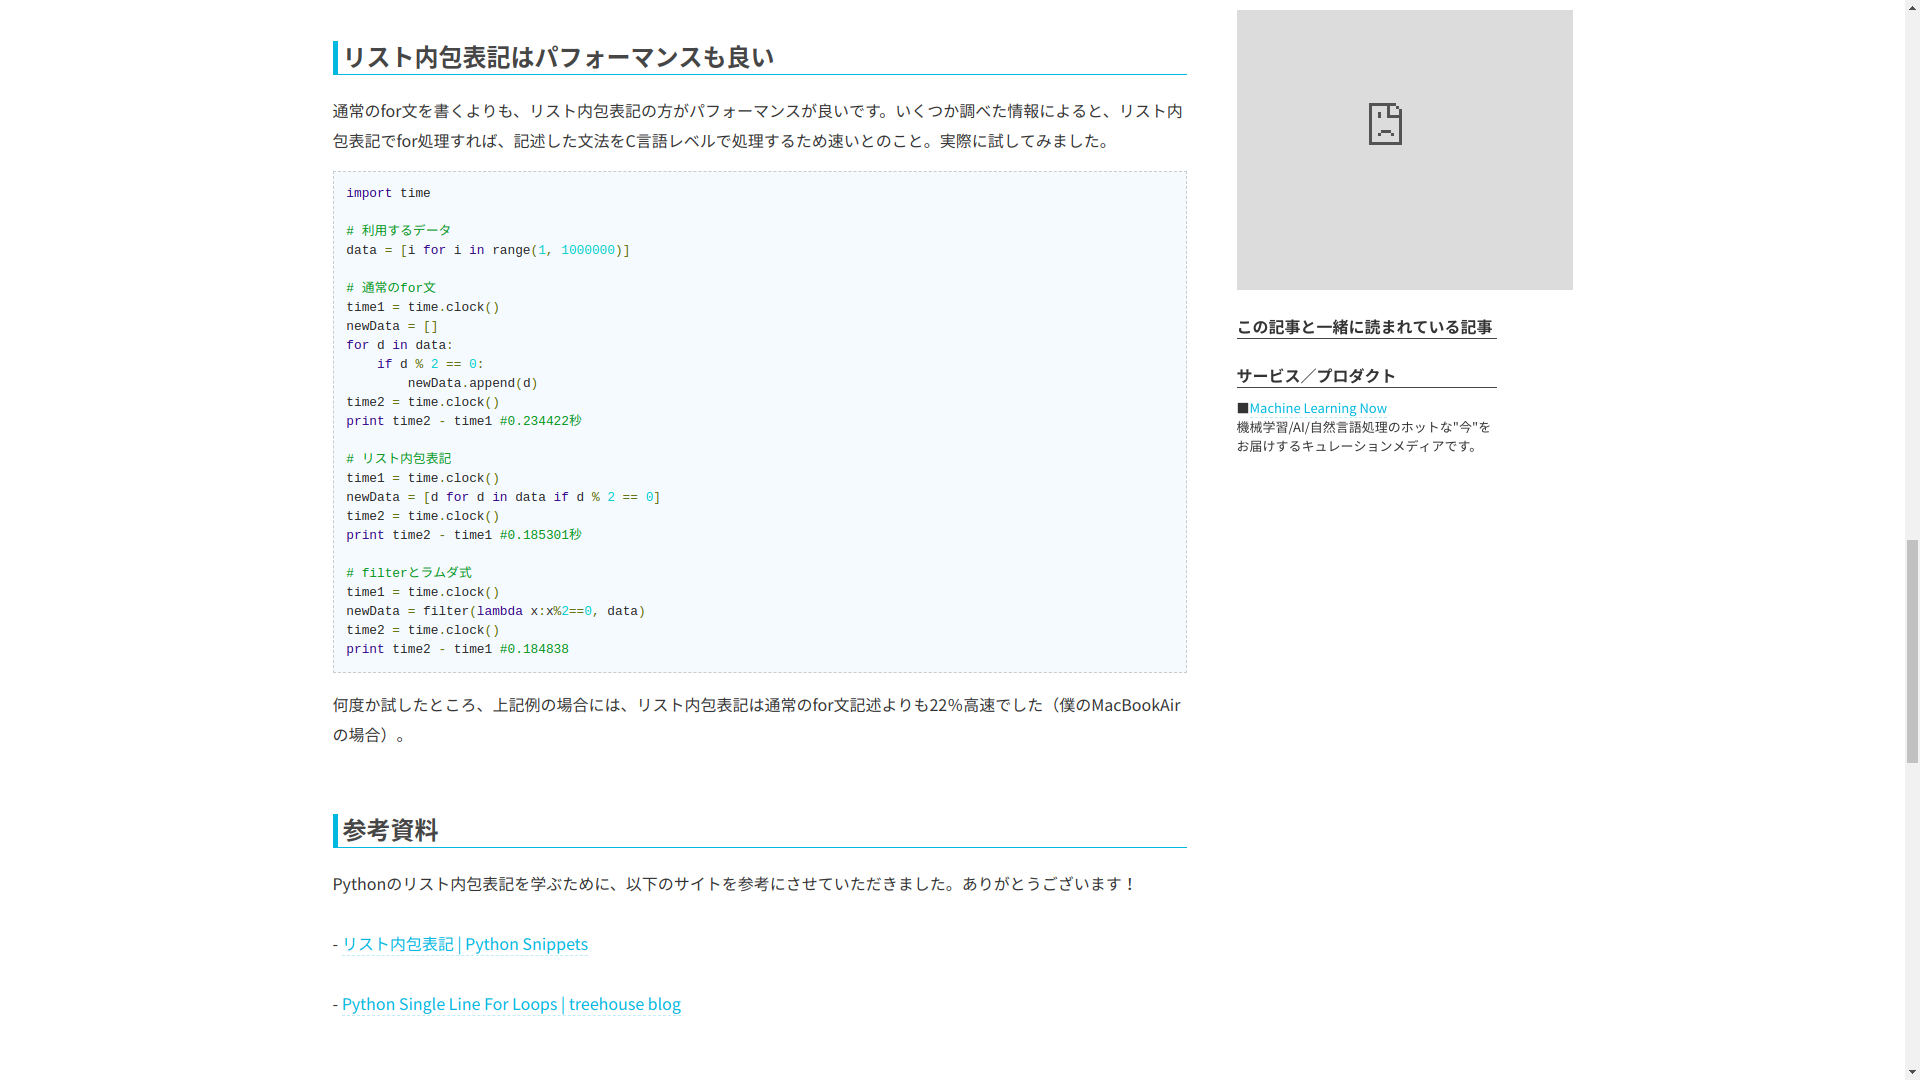 リスト内包表記はパフォーマンスも良い
通常のfor文を書くよりも、リスト内包表記の方がパフォーマンスが良いです。いくつか調べた情報によると、リスト内
包表記でfor処理すれば、記述した文法をC言語レベルで処理するため速いとのこと。実際に試してみました。
import time
# 利用するデータ
data = [i for i in range(1, 1000000)]
# 通常のfor文
time1 = time.clock()
newData = []
for d in data:
    if d % 2 == 0:
        newData.append(d)
time2 = time.clock()
print time2 - time1 #0.234422秒
# リスト内包表記
time1 = time.clock()
newData = [d for d in data if d % 2 == 0]
time2 = time.clock()
print time2 - time1 #0.185301秒
# filterとラムダ式
time1 = time.clock()
newData = filter(lambda x:x%2==0, data)
time2 = time.clock()
print time2 - time1 #0.184838
何度か試したところ、上記例の場合には、リスト内包表記は通常のfor文記述よりも22%高速でした（僕のMacBookAir
の場合）。
参考資料
Pythonのリスト内包表記を学ぶために、以下のサイトを参考にさせていただきました。ありがとうございます！
- リスト内包表記 | Python Snippets
- Python Single Line For Loops | treehouse blog
この記事と一緒に読まれている記事
サービス／プロダクト
■Machine Learning Now
機械学習/AI/自然言語処理のホットな"今"を
お届けするキュレーションメディアです。